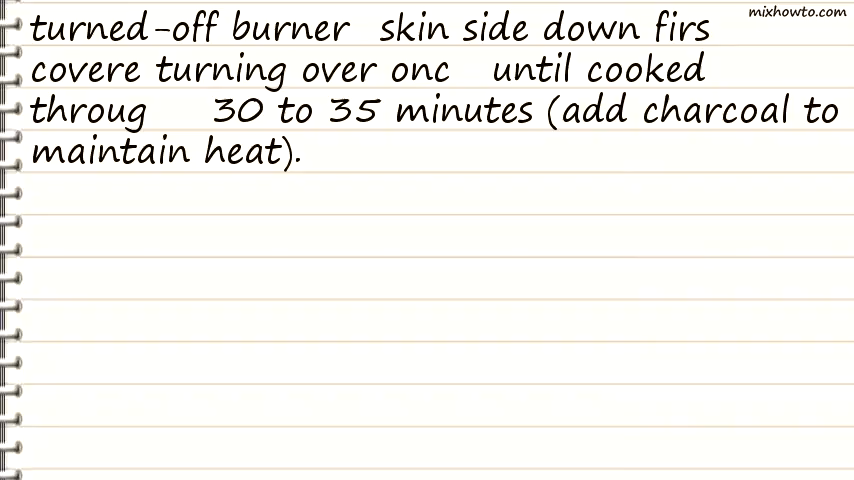 mixhowto.com
turned-off burner skin side down firs
covere turning over onc until cooked
throug 30 to 35 minutes (add charcoal to
maintain heat).